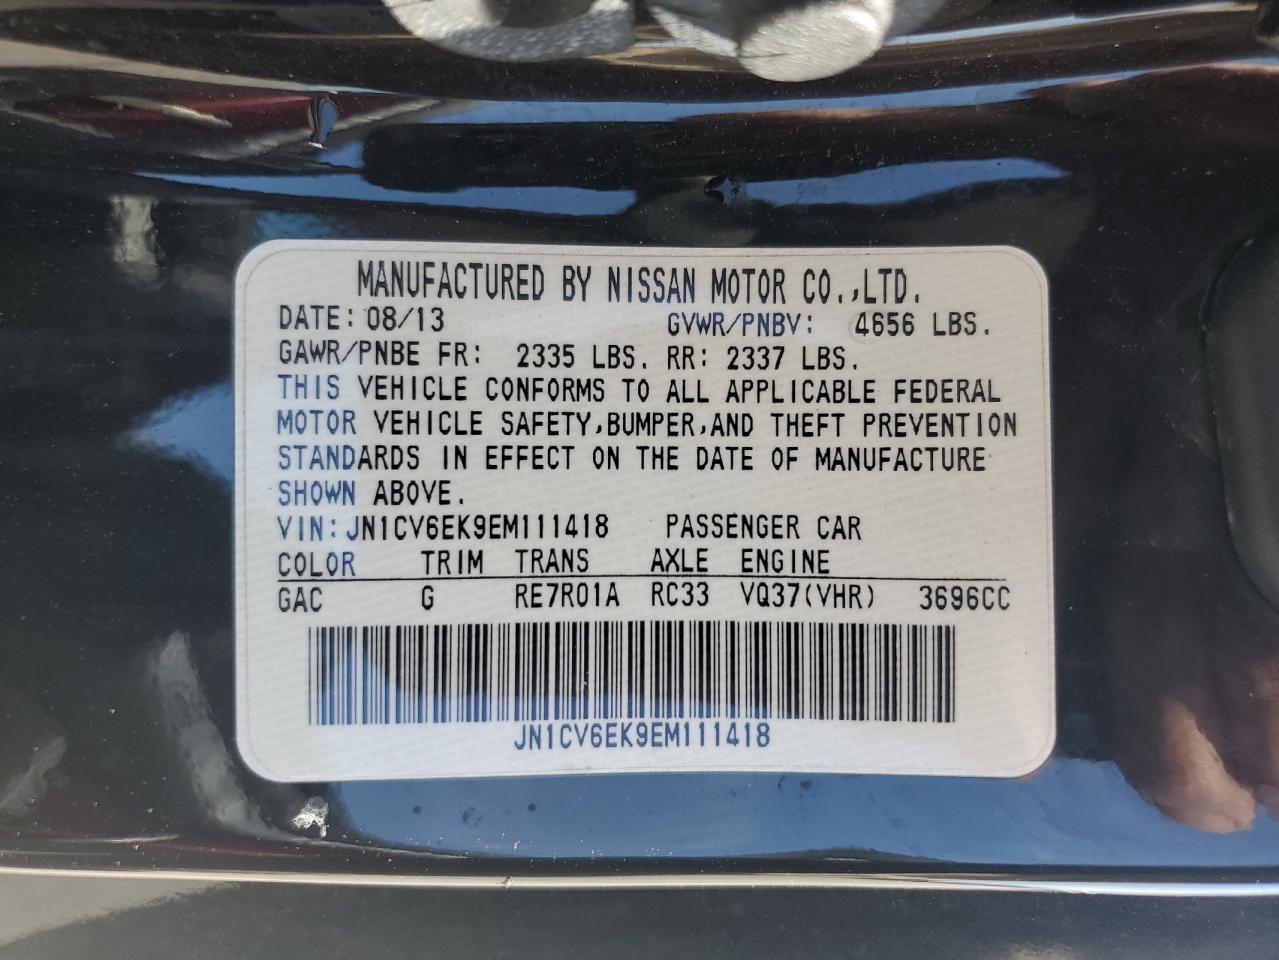 MANUFACTURED BY NISSAN MOTOR CO.,LTD.
DATE: 08/13 GVWR/PNBV: 4656 LBS.
GAWR/PNBE FR: 2335 LBS. RR: 2337 LBS.
THIS VEHICLE CONFORMS TO ALL APPLICABLE FEDERAL
MOTOR VEHICLE SAFETY,BUMPER,AND THEFT PREVENTION
STANDARDS IN EFFECT ON THE DATE OF MANUFACTURE
SHOWN ABOVE.
VIN: JN1CV6EK9EM111418 PASSENGER CAR
COLOR TRIM TRANS AXLE ENGINE
GAC G RE7R01A RC33 VQ37(VHR) 3696CC
JN1CV6EK9EM111418